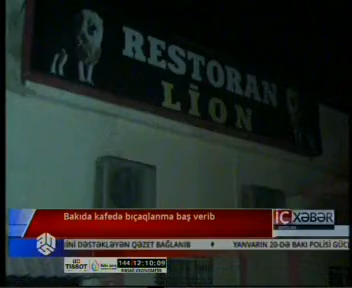 RESTORAN
LİON
Bakıda kafedə bıçaqlanma baş verib
İCXƏBƏR
İNİ DƏSTƏKLƏYƏN QƏZET BAĞLANIB ★ YANVARIN 20-DƏ BAKI POLİSİ GÜC
TISSOT
144 12:10:09